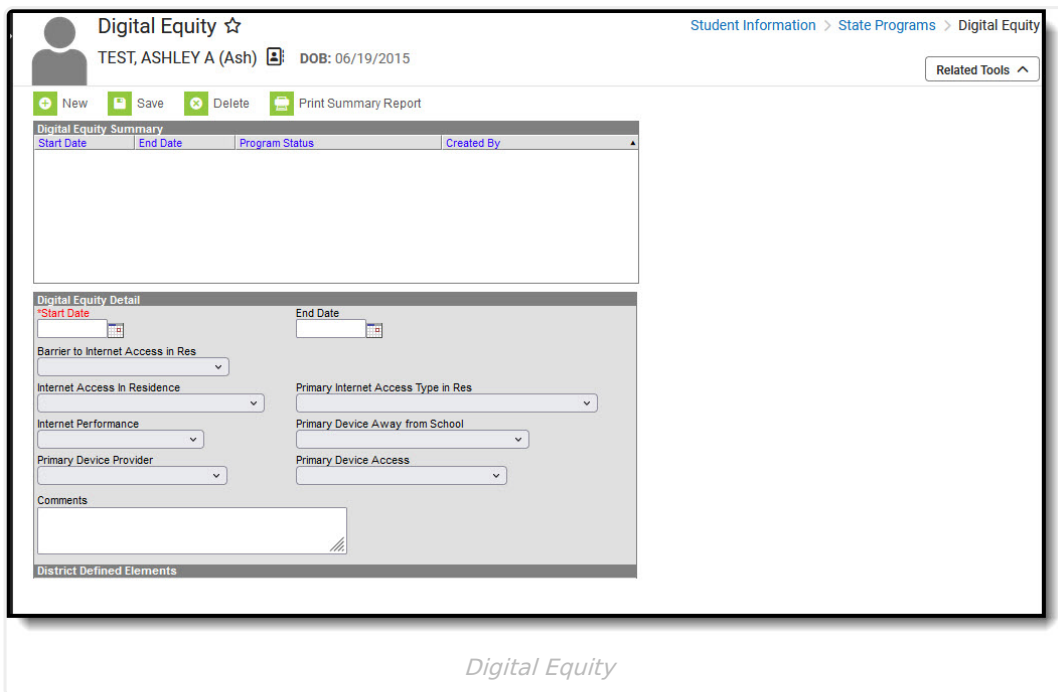 Digital Equity ☆
Student Information > State Programs > Digital Equity
TEST, ASHLEY A (Ash) DOB: 06/19/2015
Related Tools
New Save Delete Print Summary Report
Digital Equity Summary
Start Date End Date Program Status Created By
Digital Equity Detail
*Start Date End Date
Barrier to Internet Access in Res
Internet Access In Residence Primary Internet Access Type in Res
Internet Performance Primary Device Away from School
Primary Device Provider Primary Device Access
Comments
District Defined Elements
Digital Equity